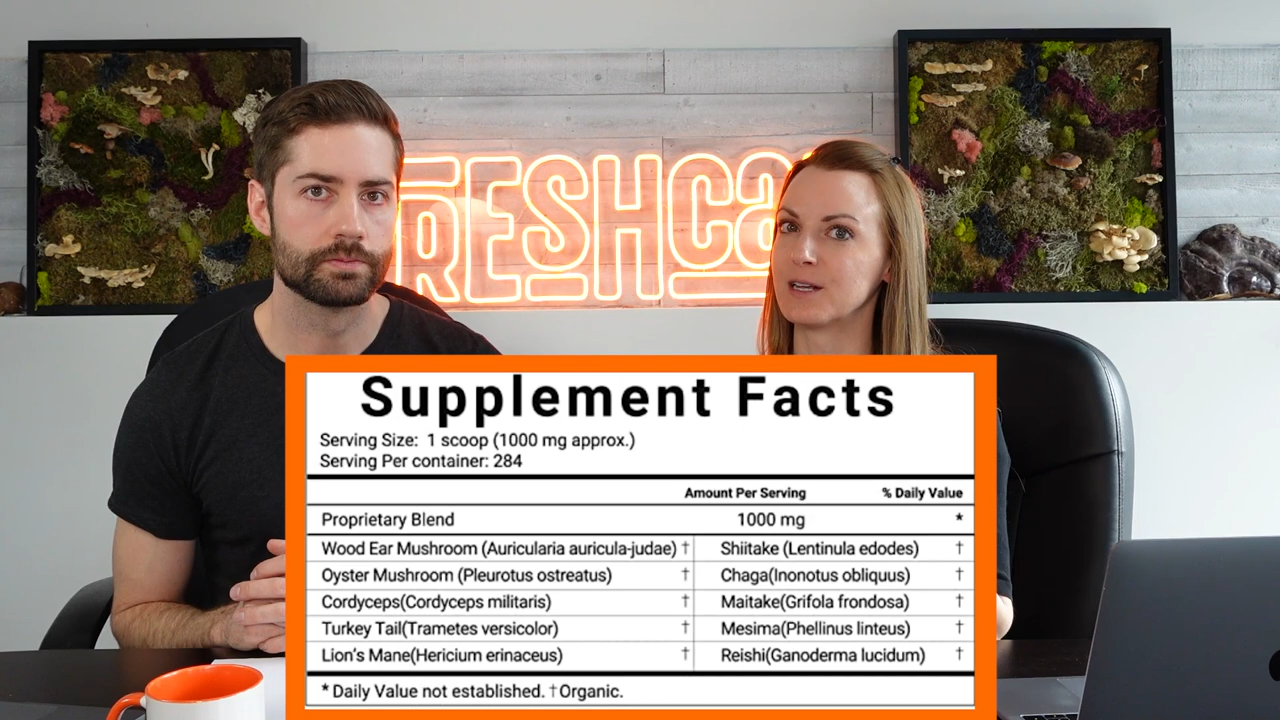 FRESHCa
Supplement Facts
Serving Size: 1 scoop (1000 mg approx.)
Serving Per container: 284
Amount Per Serving % Daily Value
Proprietary Blend 1000 mg *
Wood Ear Mushroom (Auricularia auricula-judae) † Shiitake (Lentinula edodes) †
Oyster Mushroom (Pleurotus ostreatus) † Chaga(Inonotus obliquus) †
Cordyceps(Cordyceps militaris) † Maitake(Grifola frondosa) †
Turkey Tail(Trametes versicolor) † Mesima(Phellinus linteus) †
Lion's Mane(Hericium erinaceus) † Reishi(Ganoderma lucidum) †
* Daily Value not established. †Organic.